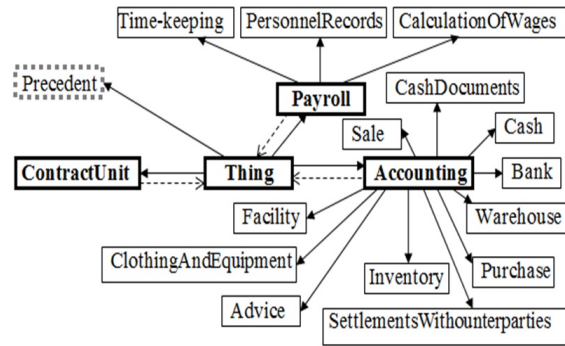 Time-keeping
PersonnelRecords
CalculationOfWages
Precedent
Payroll
CashDocuments
Sale
Cash
ContractUnit
Thing
Accounting
Bank
Facility
Warehouse
ClothingAndEquipment
Inventory
Purchase
Advice
SettlementsWithounterparties